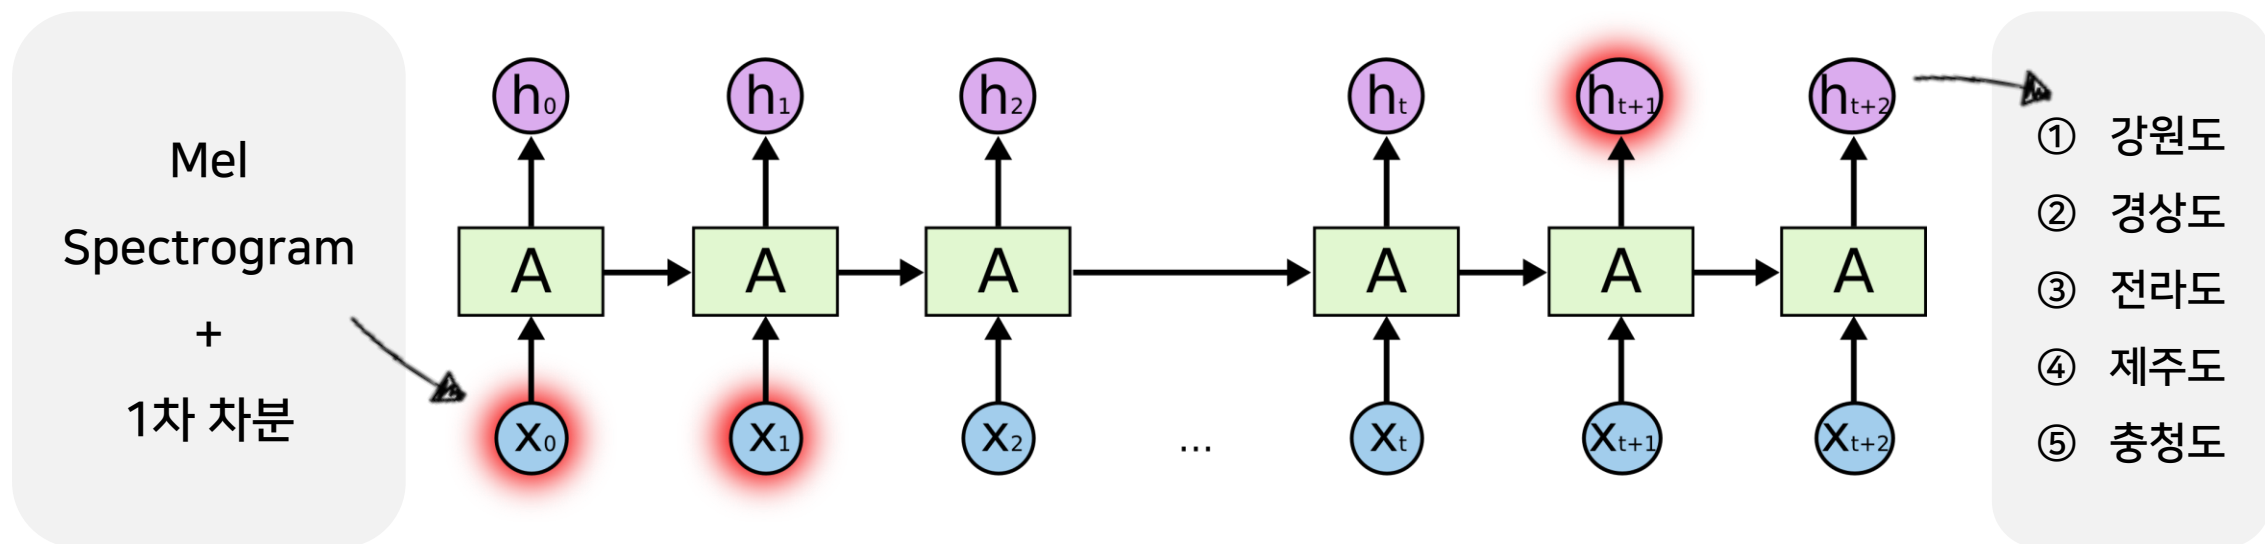 Mel
Spectrogram
+
1차 차분
h0 h1 h2 ht ht+1 ht+2
A A A A A A
x0 x1 x2 ... xt xt+1 xt+2
① 강원도
② 경상도
③ 전라도
④ 제주도
⑤ 충청도